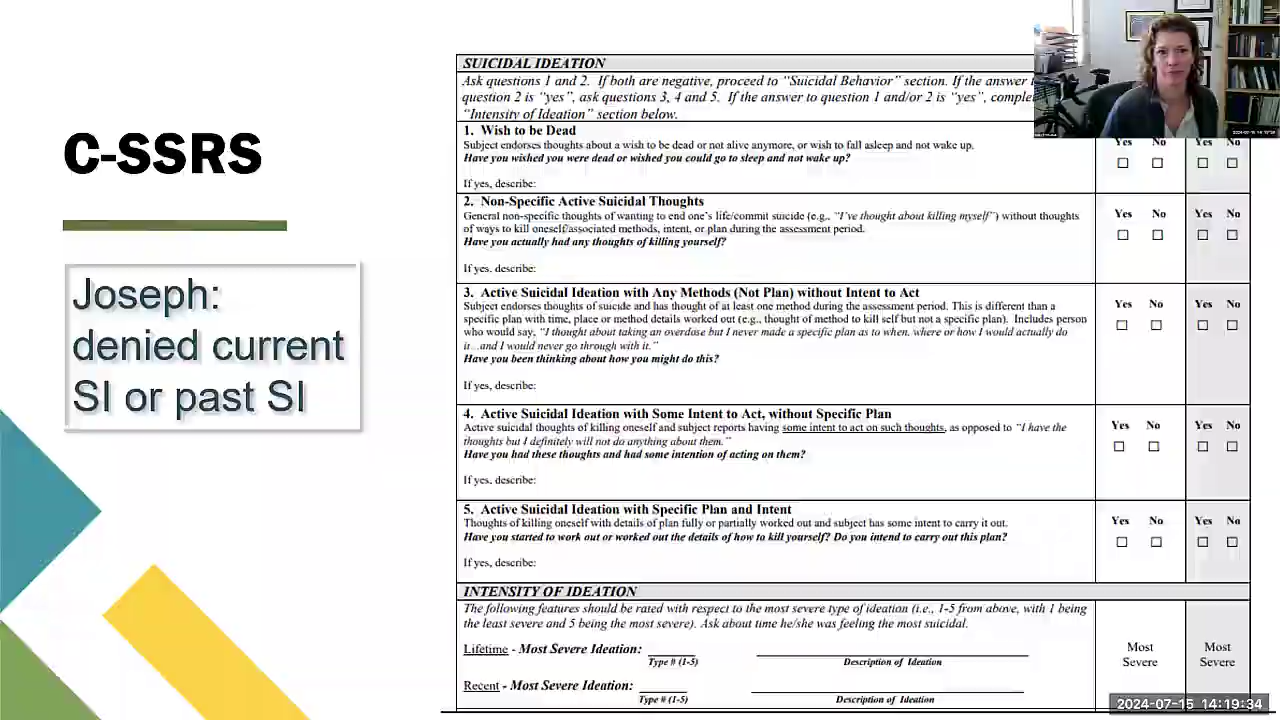 C-SSRS
Joseph:
denied current
SI or past SI
SUICIDAL IDEATION
Ask questions 1 and 2. If both are negative, proceed to “Suicidal Behavior” section. If the answer
question 2 is “yes”, ask questions 3, 4 and 5. If the answer to question 1 and/or 2 is “yes”,
“Intensity of Ideation” section below.
1. Wish to be Dead
Subject endorses thoughts about a wish to be dead or not alive anymore, or wish to fall asleep and not wake up.
Have you wished you were dead or wished you could go to sleep and not wake up?
If yes, describe:
Yes No Yes No
2. Non-Specific Active Suicidal Thoughts
General non-specific thoughts of wanting to end one’s life/commit suicide (e.g., “I’ve thought about killing myself”) without thoughts
of ways to kill oneself/associated methods, intent, or plan during the assessment period.
Have you actually had any thoughts of killing yourself?
If yes, describe:
Yes No Yes No
3. Active Suicidal Ideation with Any Methods (Not Plan) without Intent to Act
Subject endorses thoughts of suicide and has thought of at least one method during the assessment period. This is different than a
specific plan with time, place or method details worked out (e.g., thought of method to kill self but not a specific plan). Includes person
who would say, “I thought about taking an overdose but I never made a specific plan as to when, where or how I would actually do
it…and I would never go through with it.”
Have you been thinking about how you might do this?
If yes, describe:
Yes No Yes No
4. Active Suicidal Ideation with Some Intent to Act, without Specific Plan
Active suicidal thoughts of killing oneself and subject reports having some intent to act on such thoughts, as opposed to “I have the
thoughts but I definitely will not do anything about them.”
Have you had these thoughts and had some intention of acting on them?
If yes, describe:
Yes No Yes No
5. Active Suicidal Ideation with Specific Plan and Intent
Thoughts of killing oneself with details of plan fully or partially worked out and subject has some intent to carry it out.
Have you started to work out or worked out the details of how to kill yourself? Do you intend to carry out this plan?
If yes, describe:
Yes No Yes No
INTENSITY OF IDEATION
The following features should be rated with respect to the most severe type of ideation (i.e., 1-5 from above, with 1 being
the least severe and 5 being the most severe). Ask about time he/she was feeling the most suicidal.
Lifetime - Most Severe Ideation:
Type # (1-5) Description of Ideation
Recent - Most Severe Ideation:
Type # (1-5) Description of Ideation
Most
Severe
Most
Severe
2024-07-15 14:19:34